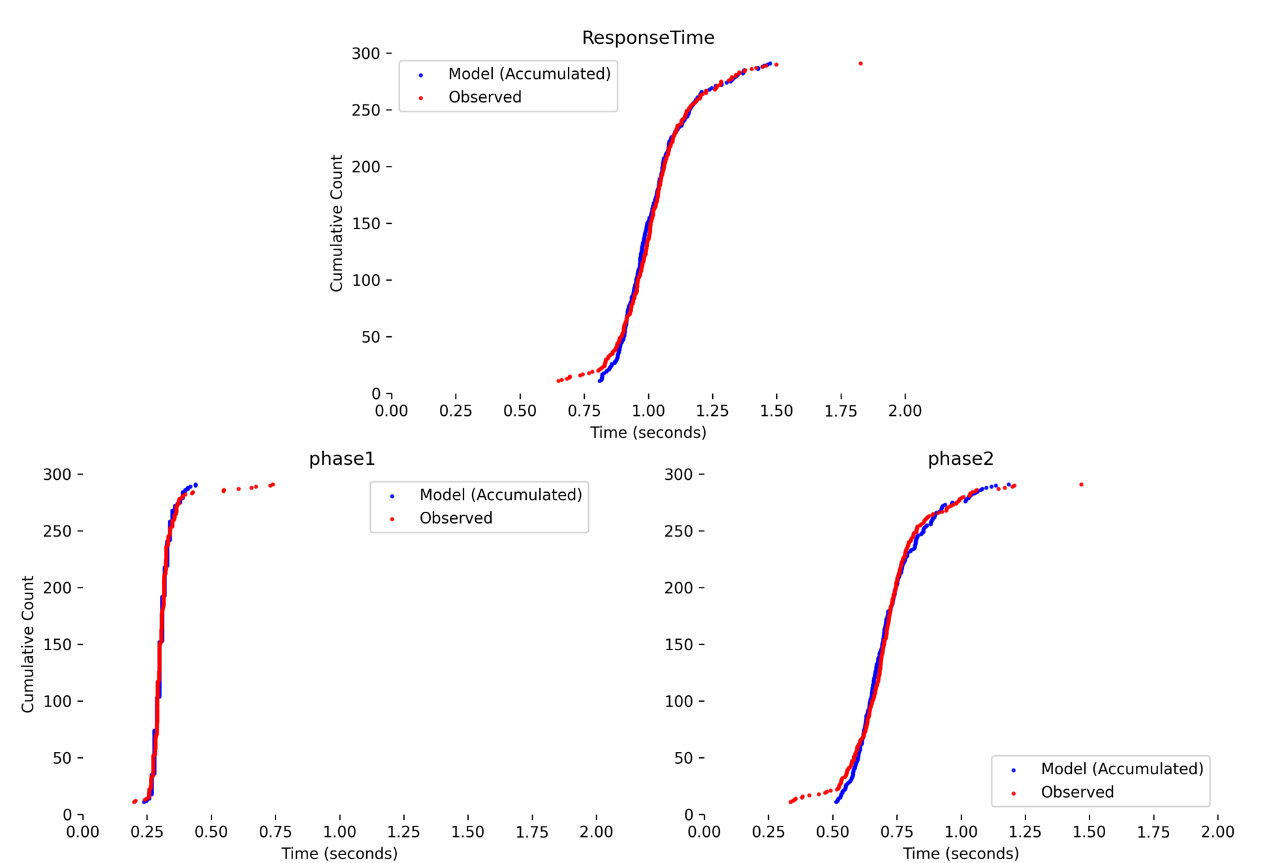 ResponseTime
300
250
200
150
100
50
0
Cumulative Count
Model (Accumulated)
Observed
0.00 0.25 0.50 0.75 1.00 1.25 1.50 1.75 2.00
Time (seconds)
phase1
300
250
200
150
100
50
0
Cumulative Count
Model (Accumulated)
Observed
0.00 0.25 0.50 0.75 1.00 1.25 1.50 1.75 2.00
Time (seconds)
phase2
300
250
200
150
100
50
0
Model (Accumulated)
Observed
0.00 0.25 0.50 0.75 1.00 1.25 1.50 1.75 2.00
Time (seconds)